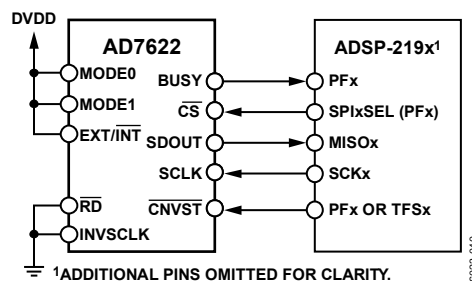 DVDD
AD7622
ADSP-219x1
MODE0
MODE1
EXT/INT
RD
INVSCLK
BUSY
CS
SDOUT
SCLK
CNVST
PFx
SPIxSEL (PFx)
MISOx
SCKx
PFx OR TFSx
1ADDITIONAL PINS OMITTED FOR CLARITY.